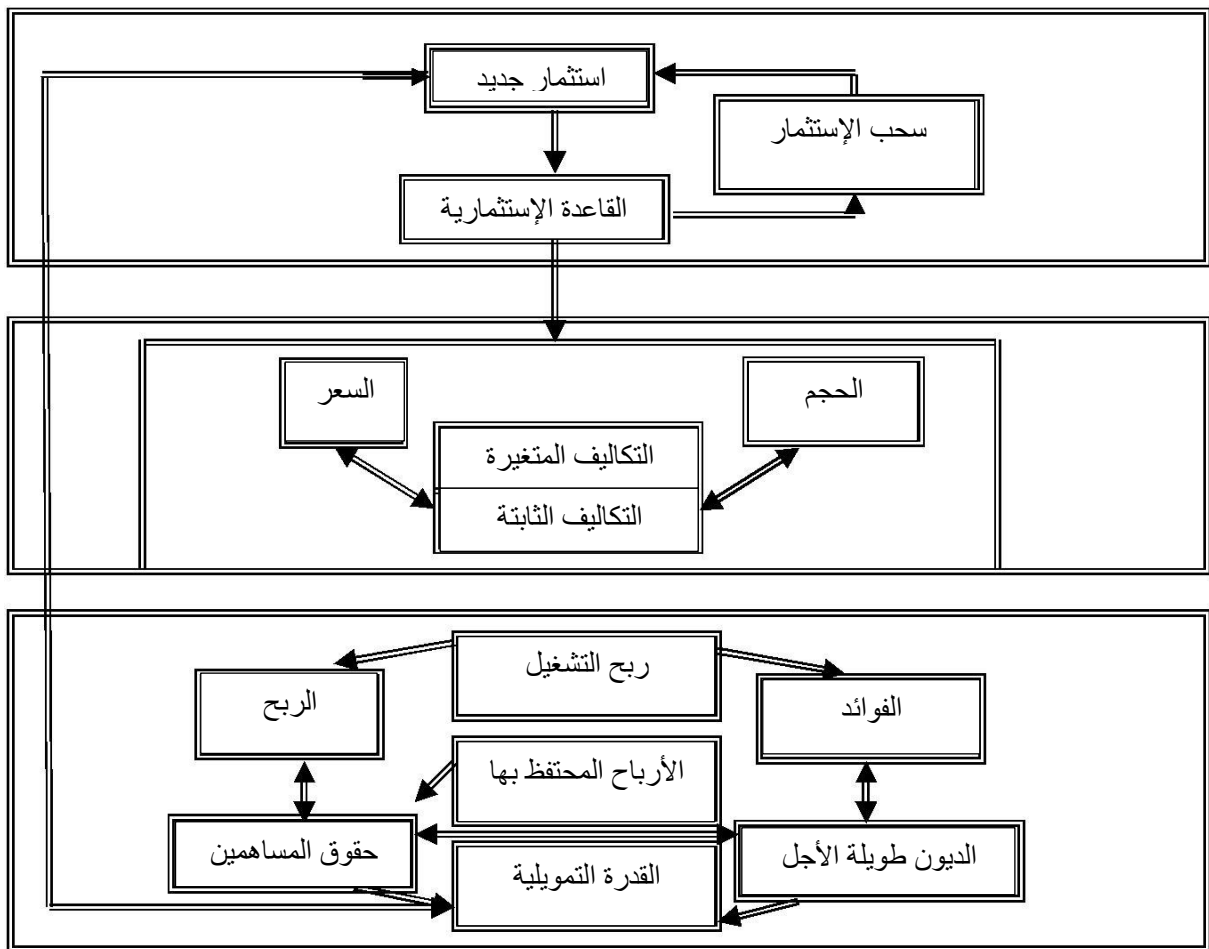 استثمار جديد
سحب الإستثمار
القاعدة الإستثمارية
الحجم
السعر
التكاليف المتغيرة
التكاليف الثابتة
ربح التشغيل
الفوائد
الربح
الأرباح المحتفظ بها
الديون طويلة الأجل
حقوق المساهمين
القدرة التمويلية